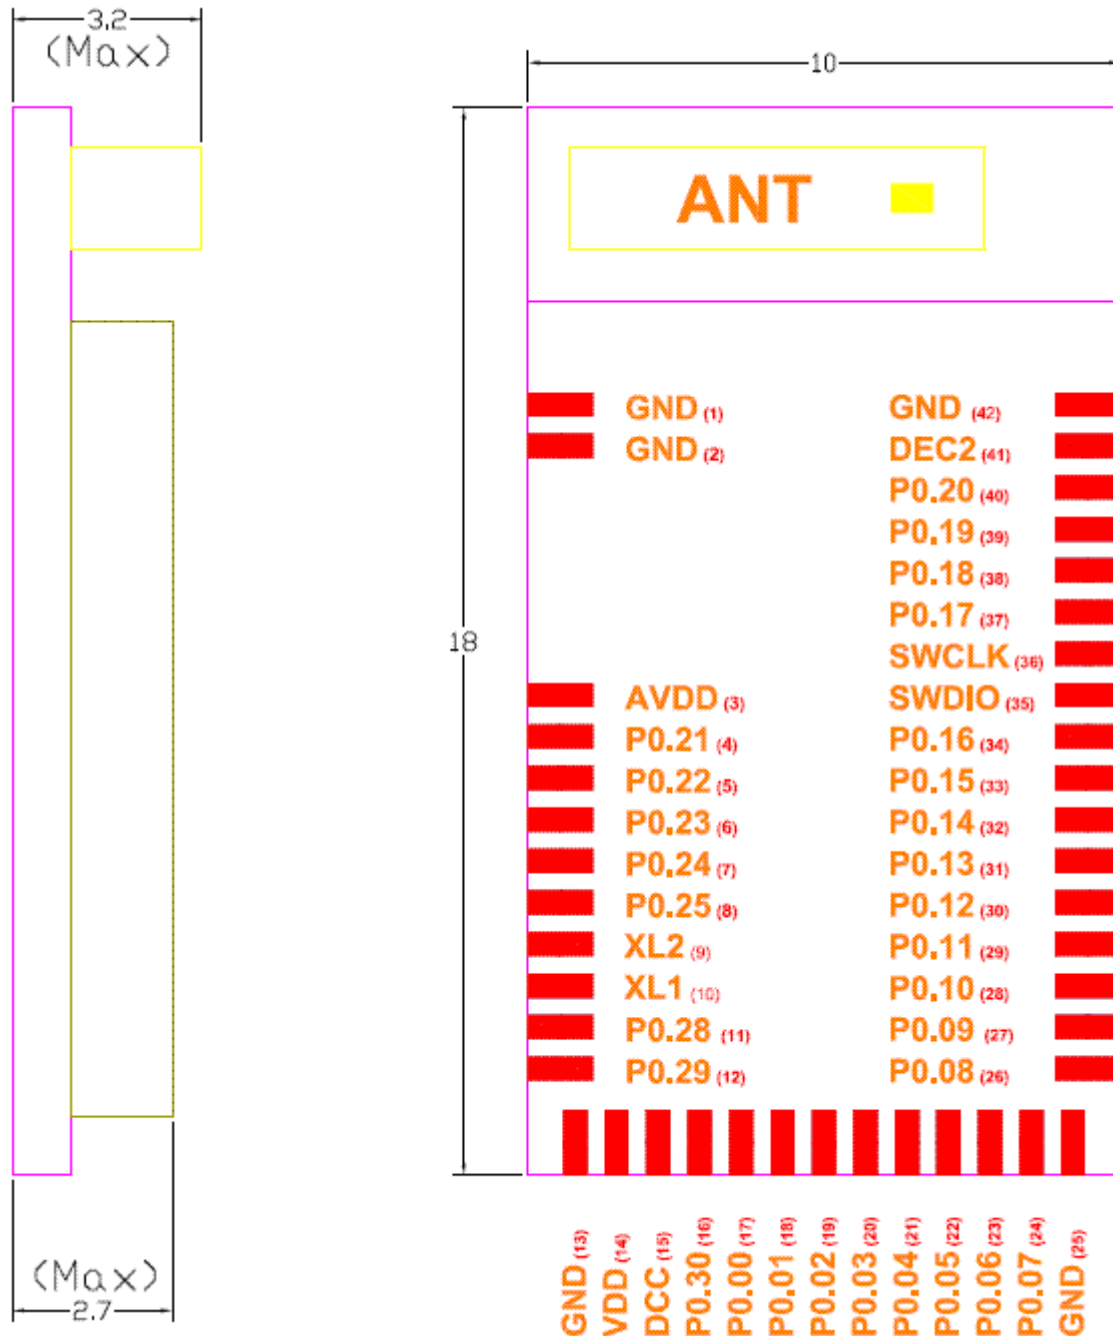 3.2
(Max)
10
ANT
18
GND (1)
GND (2)
AVDD (3)
P0.21 (4)
P0.22 (5)
P0.23 (6)
P0.24 (7)
P0.25 (8)
XL2 (9)
XL1 (10)
P0.28 (11)
P0.29 (12)
GND (42)
DEC2 (41)
P0.20 (40)
P0.19 (39)
P0.18 (38)
P0.17 (37)
SWCLK (36)
SWDIO (35)
P0.16 (34)
P0.15 (33)
P0.14 (32)
P0.13 (31)
P0.12 (30)
P0.11 (29)
P0.10 (28)
P0.09 (27)
P0.08 (26)
GND (13)
VDD (14)
DCC (15)
P0.30 (16)
P0.00 (17)
P0.01 (18)
P0.02 (19)
P0.03 (20)
P0.04 (21)
P0.05 (22)
P0.06 (23)
P0.07 (24)
GND (25)
(Max)
2.7